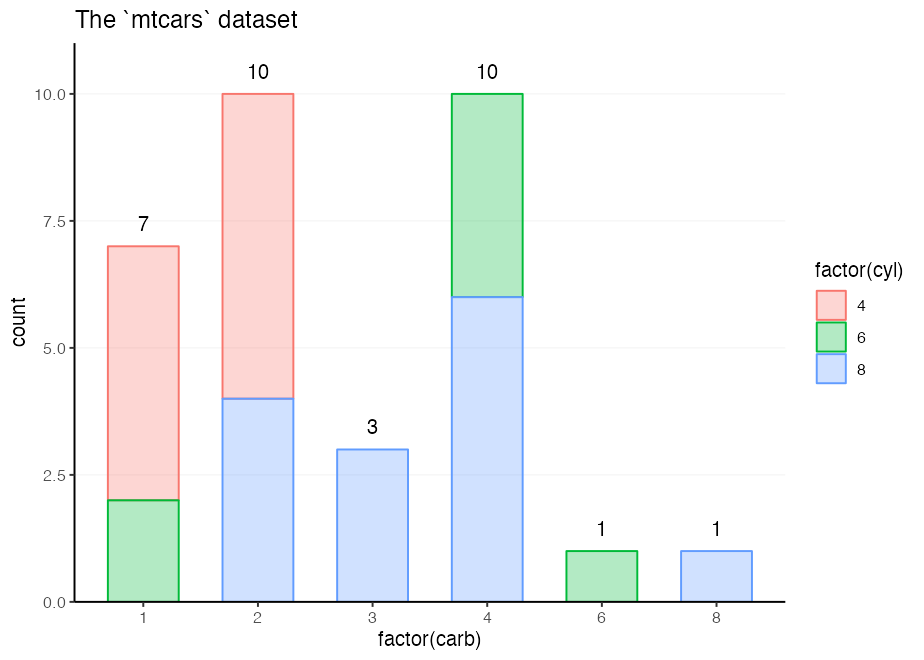 The `mtcars` dataset
10
10
10.0
7
7.5
factor(cyl)
4
6
8
count
5.0
3
2.5
1
1
0.0
1 2 3 4 6 8
factor(carb)